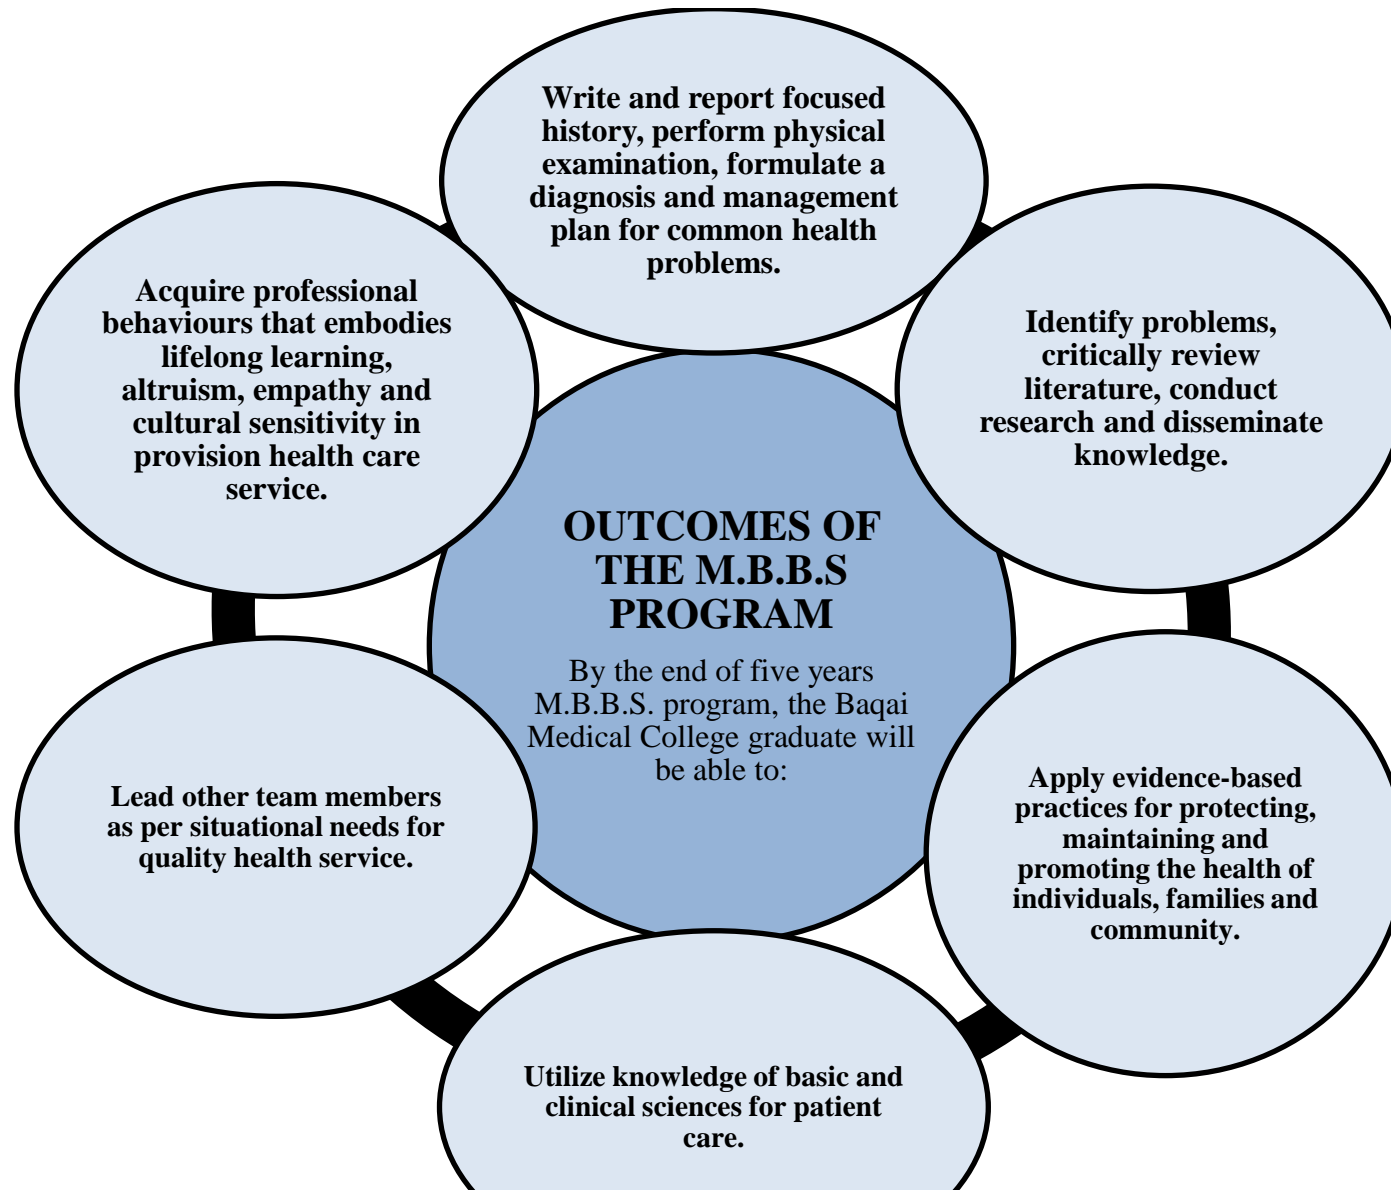 Write and report focused
history, perform physical
examination, formulate a
diagnosis and management
plan for common health
problems.
Identify problems,
critically review
literature, conduct
research and disseminate
knowledge.
Apply evidence-based
practices for protecting,
maintaining and
promoting the health of
individuals, families and
community.
Utilize knowledge of basic and
clinical sciences for patient
care.
Lead other team members
as per situational needs for
quality health service.
Acquire professional
behaviours that embodies
lifelong learning,
altruism, empathy and
cultural sensitivity in
provision health care
service.
OUTCOMES OF
THE M.B.B.S
PROGRAM
By the end of five years
M.B.B.S. program, the Baqai
Medical College graduate will
be able to: